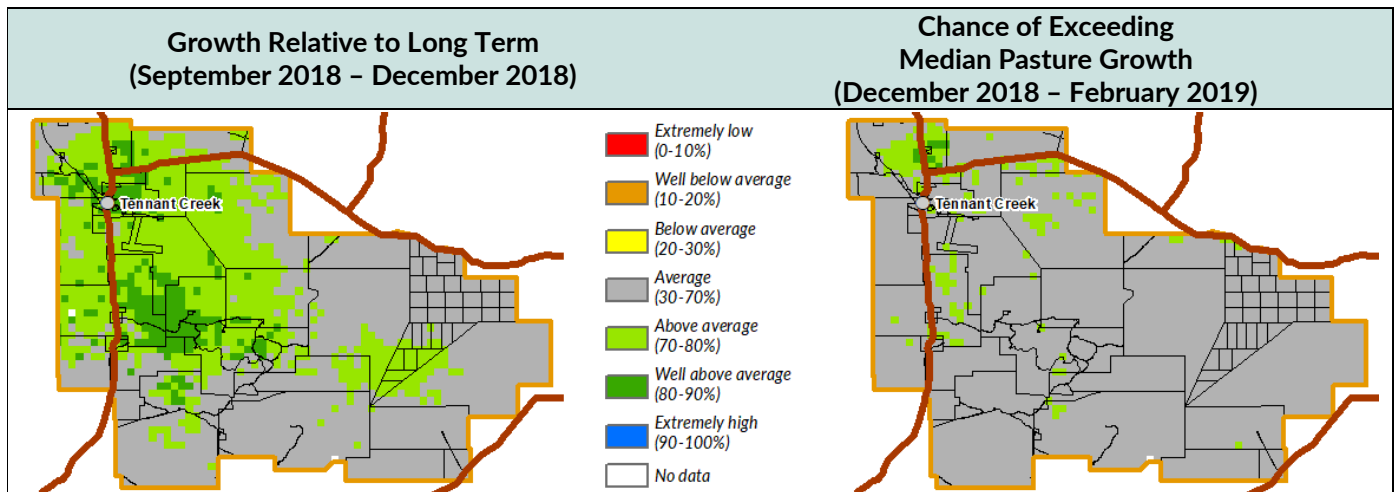 Growth Relative to Long Term
(September 2018 – December 2018)
Chance of Exceeding
Median Pasture Growth
(December 2018 – February 2019)
Tennant Creek
Extremely low
(0-10%)
Well below average
(10-20%)
Below average
(20-30%)
Average
(30-70%)
Above average
(70-80%)
Well above average
(80-90%)
Extremely high
(90-100%)
No data
Tennant Creek